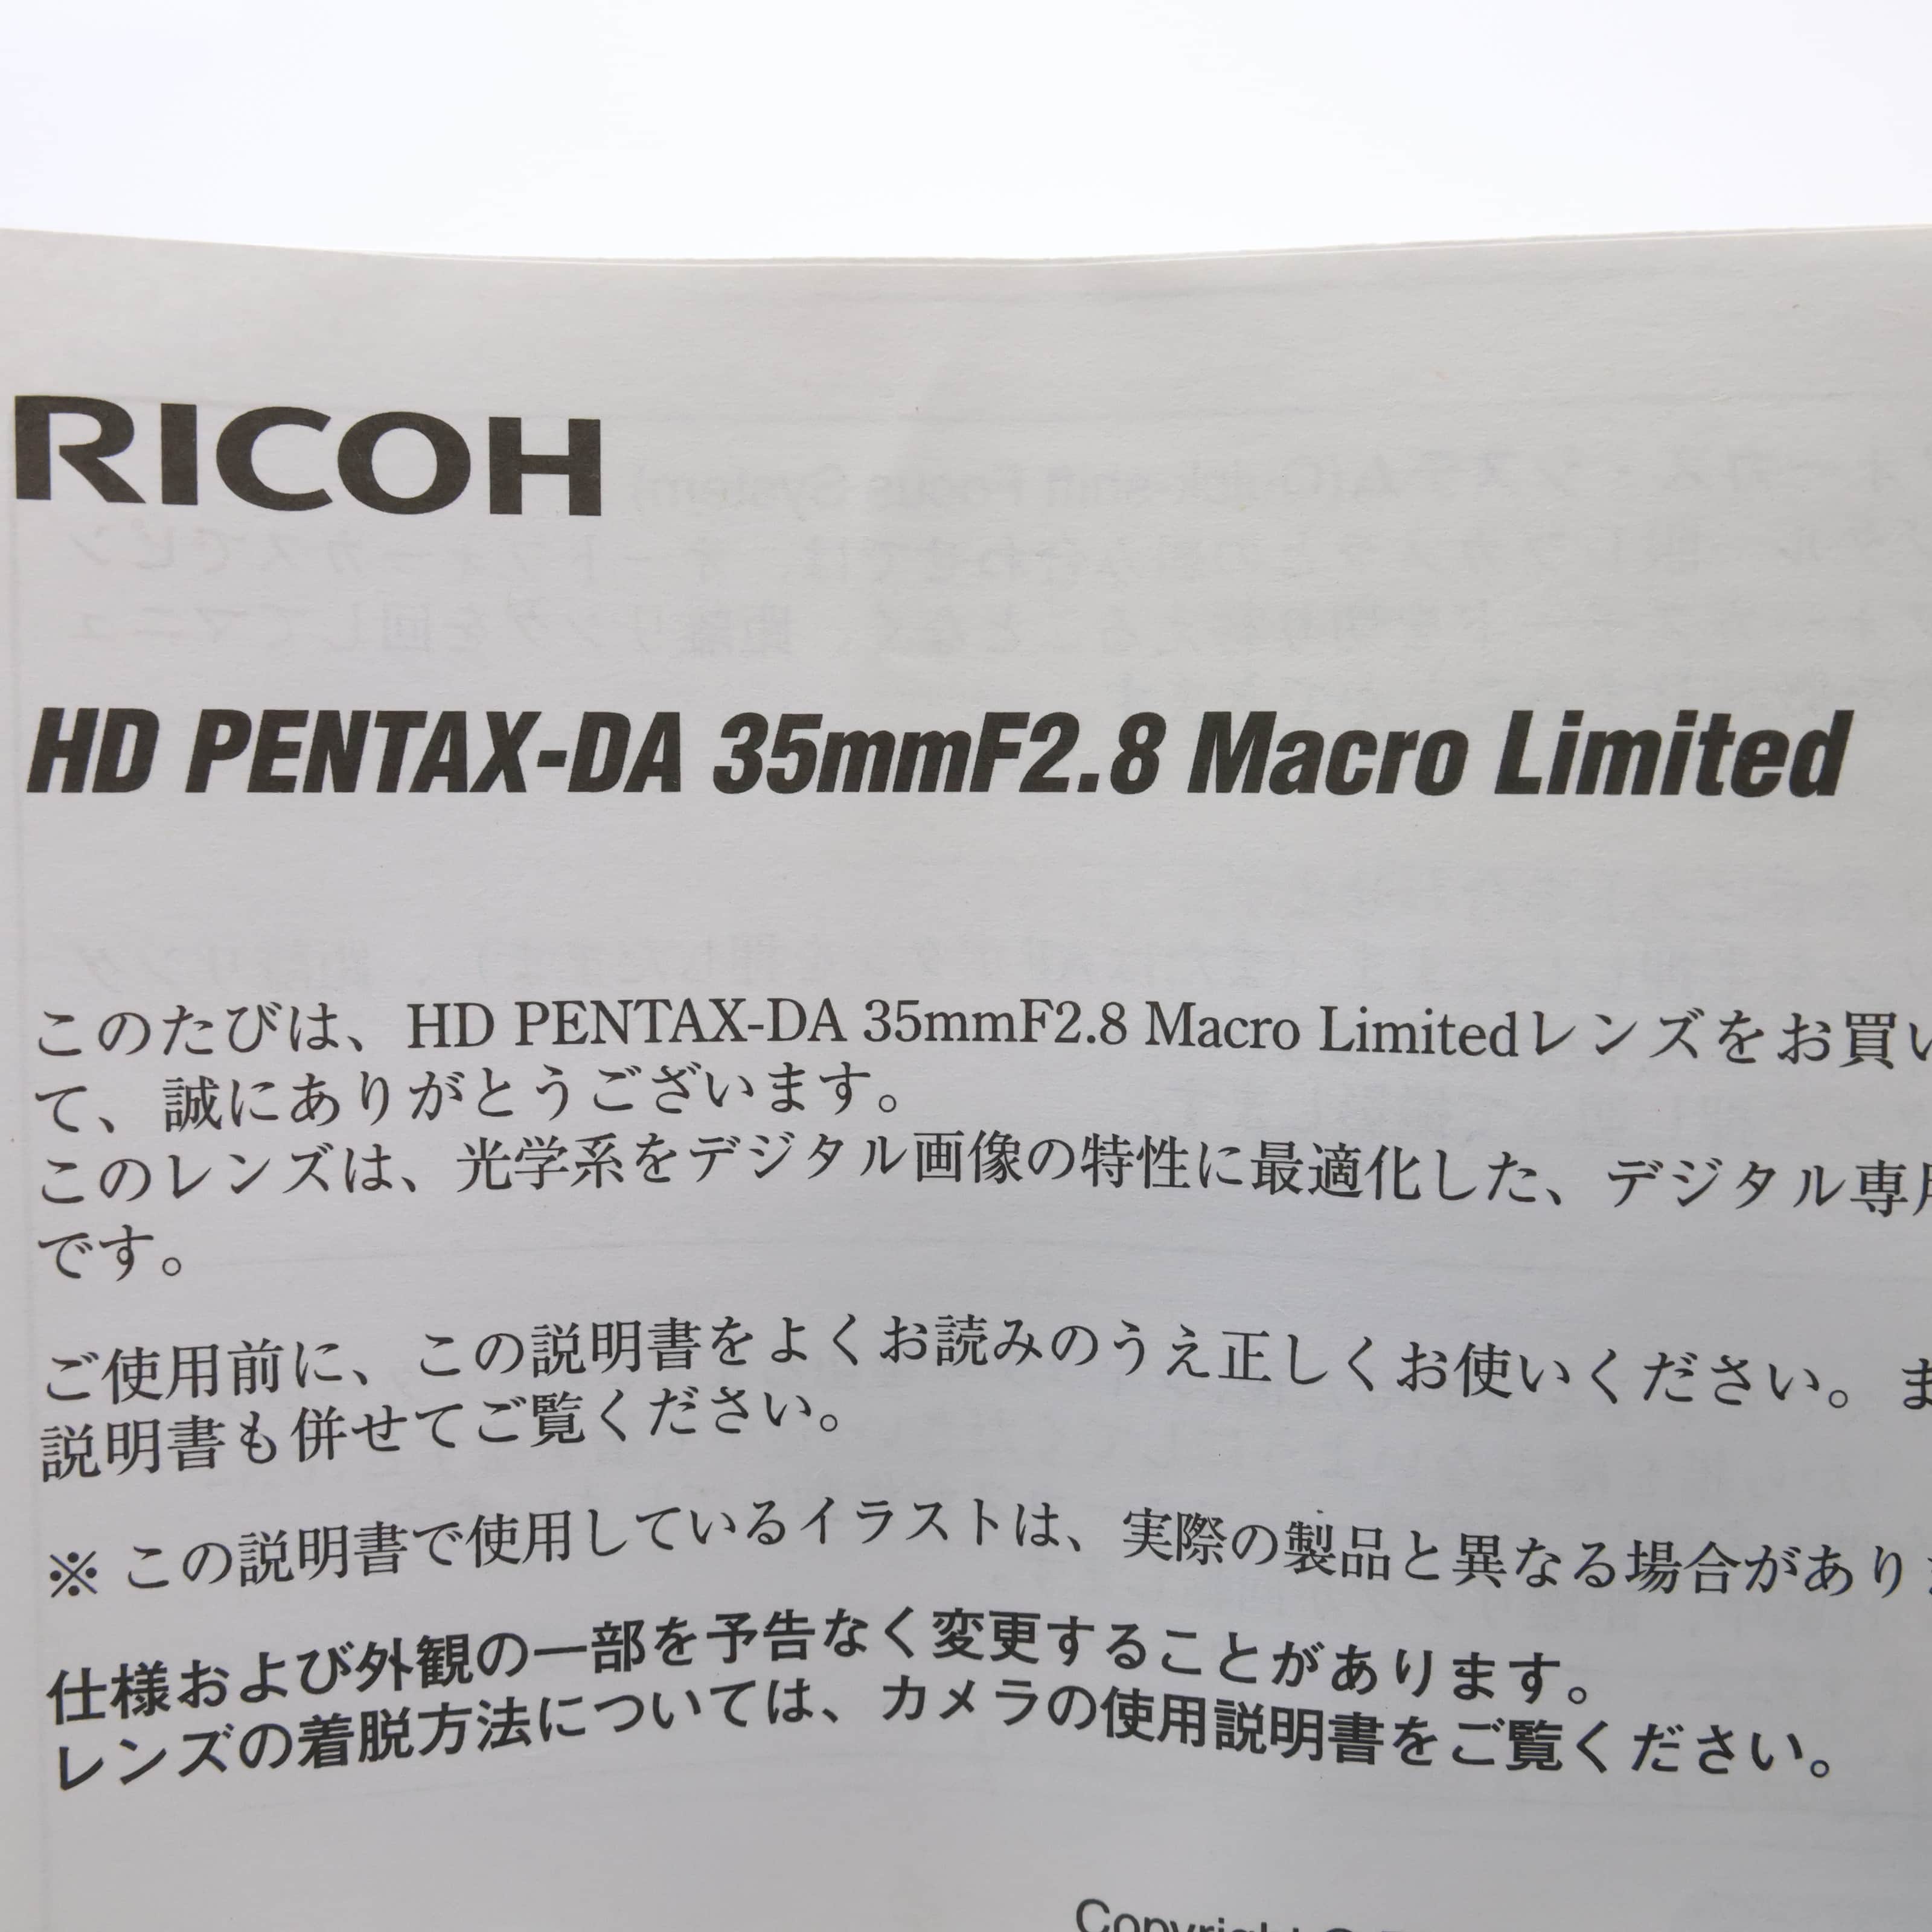 RICOH
HD PENTAX-DA 35mmF2.8 Macro Limited
このたびは、HD PENTAX-DA 35mmF2.8 Macro Limitedレンズをお買い
て、誠にありがとうございます。
このレンズは、光学系をデジタル画像の特性に最適化した、デジタル専用
です。
ご使用前に、この説明書をよくお読みのうえ正しくお使いください。ま
説明書も併せてご覧ください。
※ この説明書で使用しているイラストは、実際の製品と異なる場合があり
仕様および外観の一部を予告なく変更することがあります。
レンズの着脱方法については、カメラの使用説明書をご覧ください。
Copyright ©